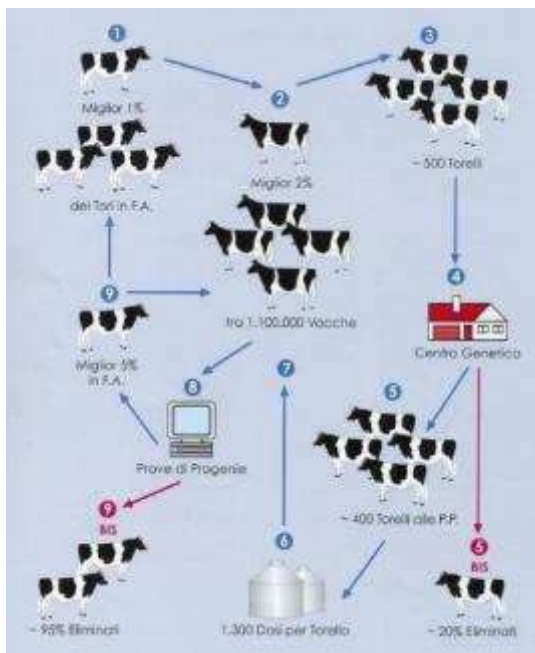 1
Miglior 1%
dei Tori in F.A.
2
Miglior 2%
tra 1.100.000 Vacche
3
~ 500 Torelli
4
Centro Genetico
5
~ 400 Torelli alle P.P.
5
BIS
~ 20% Eliminati
6
1.300 Dosi per Torello
7
8
Prove di Progenie
9
Miglior 5%
in F.A.
9
BIS
~ 95% Eliminati